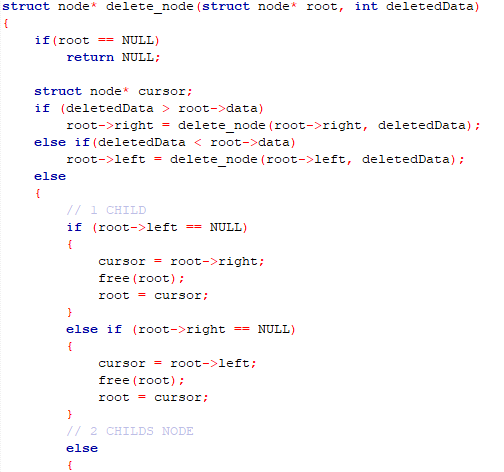 struct node* delete_node(struct node* root, int deletedData)
{
    if(root == NULL)
        return NULL;

    struct node* cursor;
    if (deletedData > root->data)
        root->right = delete_node(root->right, deletedData);
    else if(deletedData < root->data)
        root->left = delete_node(root->left, deletedData);
    else
    {
        // 1 CHILD
        if (root->left == NULL)
        {
            cursor = root->right;
            free(root);
            root = cursor;
        }
        else if (root->right == NULL)
        {
            cursor = root->left;
            free(root);
            root = cursor;
        }
        // 2 CHILDS NODE
        else
        {